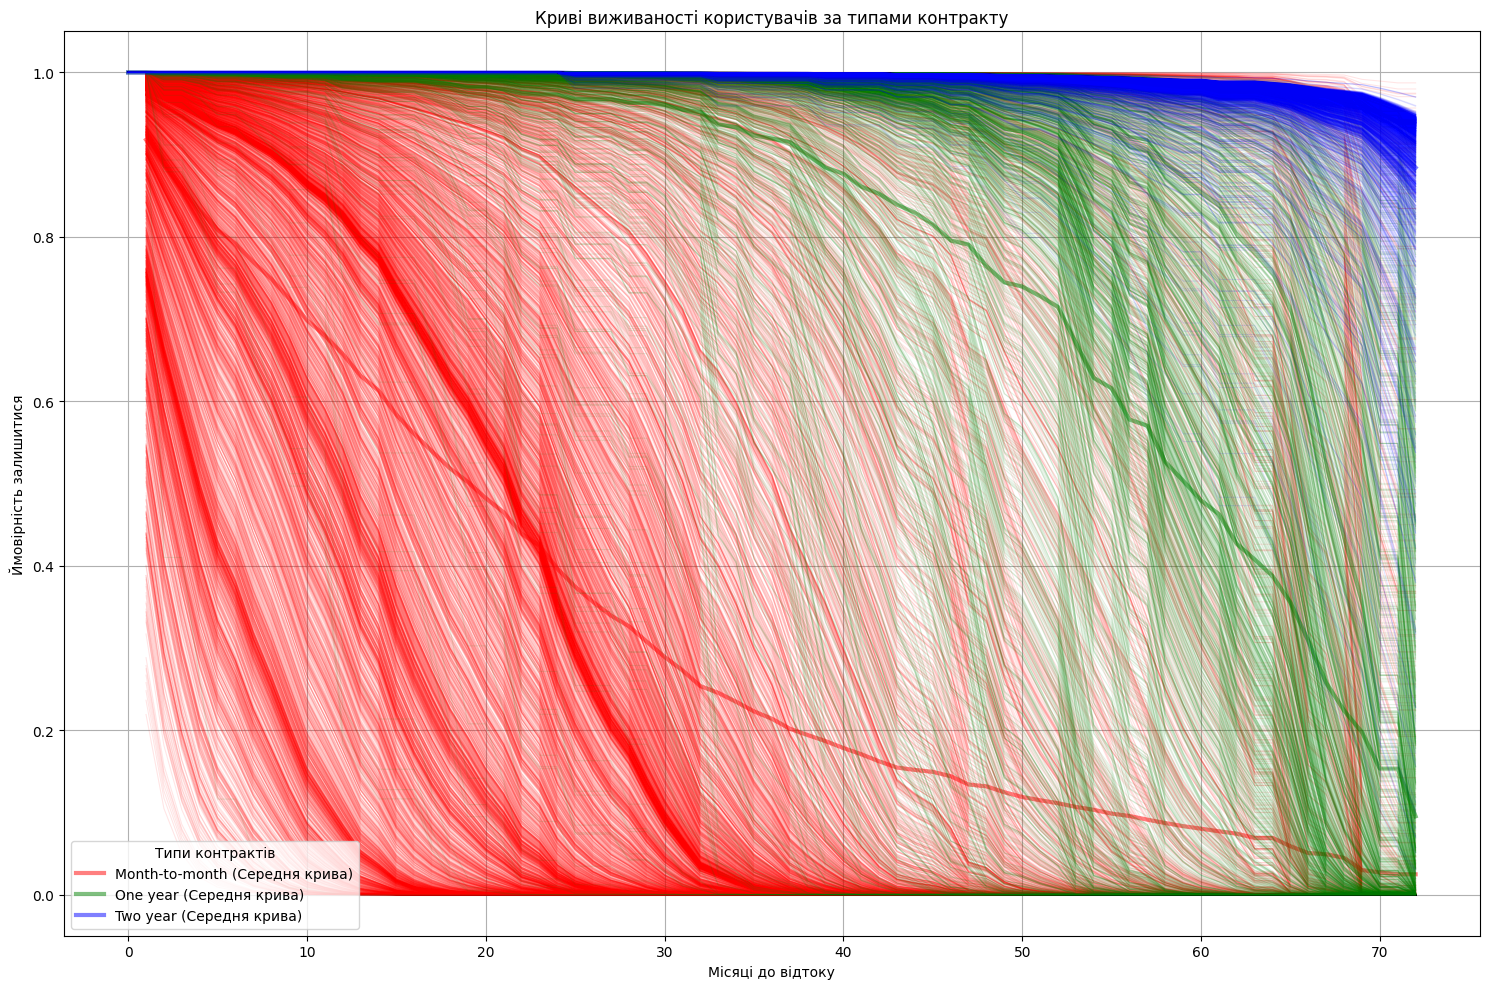 Криві виживаності користувачів за типами контракту
Ймовірність залишитися
1.0
0.8
0.6
0.4
0.2
0.0
Типи контрактів
Month-to-month (Середня крива)
One year (Середня крива)
Two year (Середня крива)
0 10 20 30 40 50 60 70
Місяці до відтоку